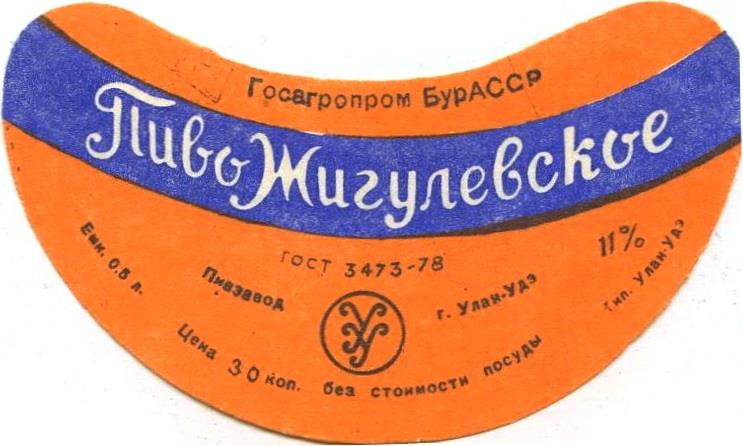 Госагропром БурАССР
Пиво Жигулевское
ГОСТ 3473-78
11%
Емк. 0.5 л.
Пивзавод
г. Улан-Удэ
Тип. Улан-Удэ
Цена 30 коп. без стоимости посуды